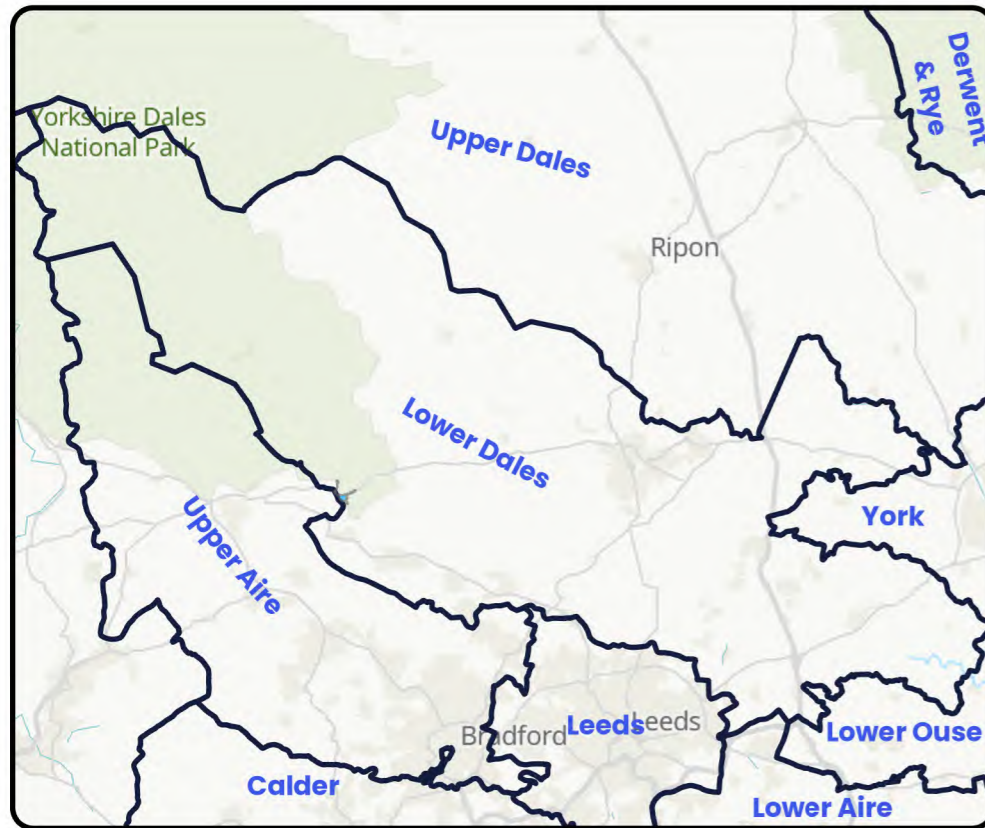 Derwent
& Rye
Yorkshire Dales
National Park
Upper Dales
Ripon
Lower Dales
York
Upper Aire
Bradford
Leeds
Leeds
Lower Ouse
Calder
Lower Aire